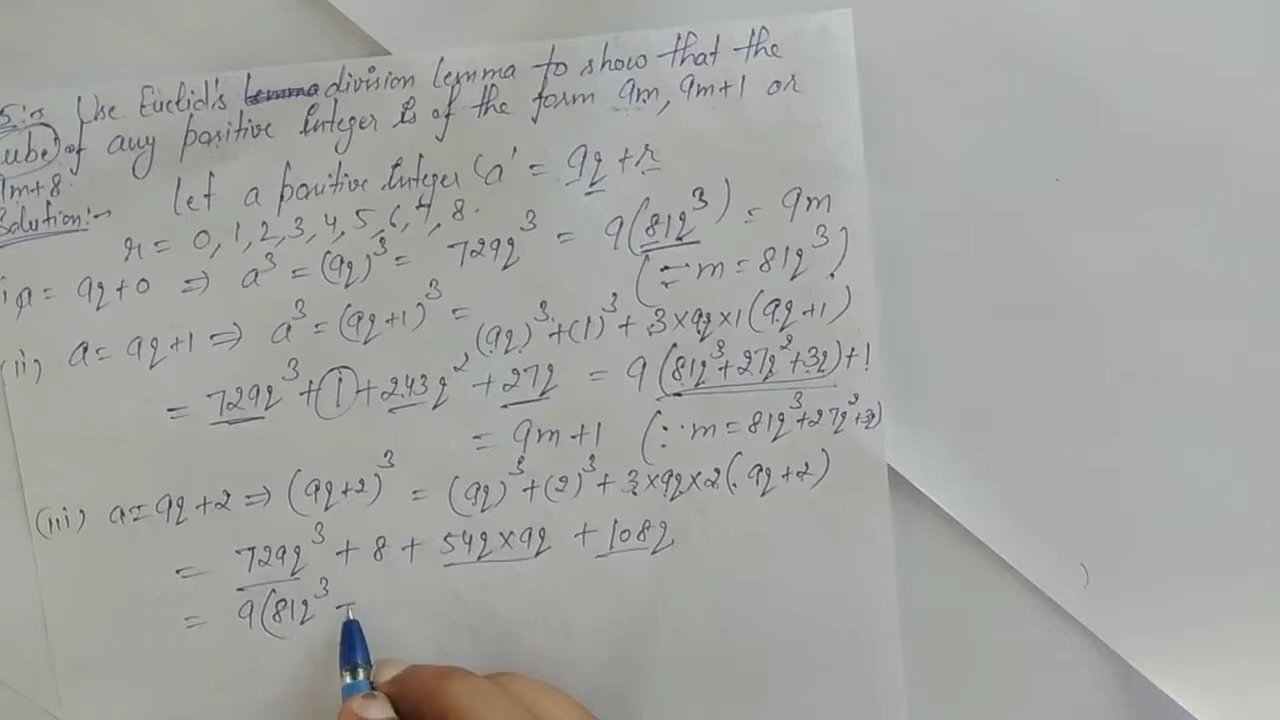 5:- Use Euclid's lemma division lemma to show that the
cube of any positive Integer is of the form 9m, 9m+1 or
9m+8.
Solution:- Let a positive Integer 'a' = 9q + r
r = 0, 1, 2, 3, 4, 5, 6, 7, 8.
(i) a = 9q+0 ⇒ a³ = (9q)³ = 729q³ = 9(81q³) = 9m
(∵ m = 81q³)
(ii) a = 9q+1 ⇒ a³ = (9q+1)³ = (9q)³ + (1)³ + 3×9q×1(9q+1)
= 729q³ + 1 + 243q² + 27q = 9(81q³+27q²+3q)+1
= 9m+1 (∵ m = 81q³+27q²+3q)
(iii) a = 9q+2 ⇒ (9q+2)³ = (9q)³ + (2)³ + 3×9q×2(9q+2)
= 729q³ + 8 + 54q×9q + 108q
= 9(81q³